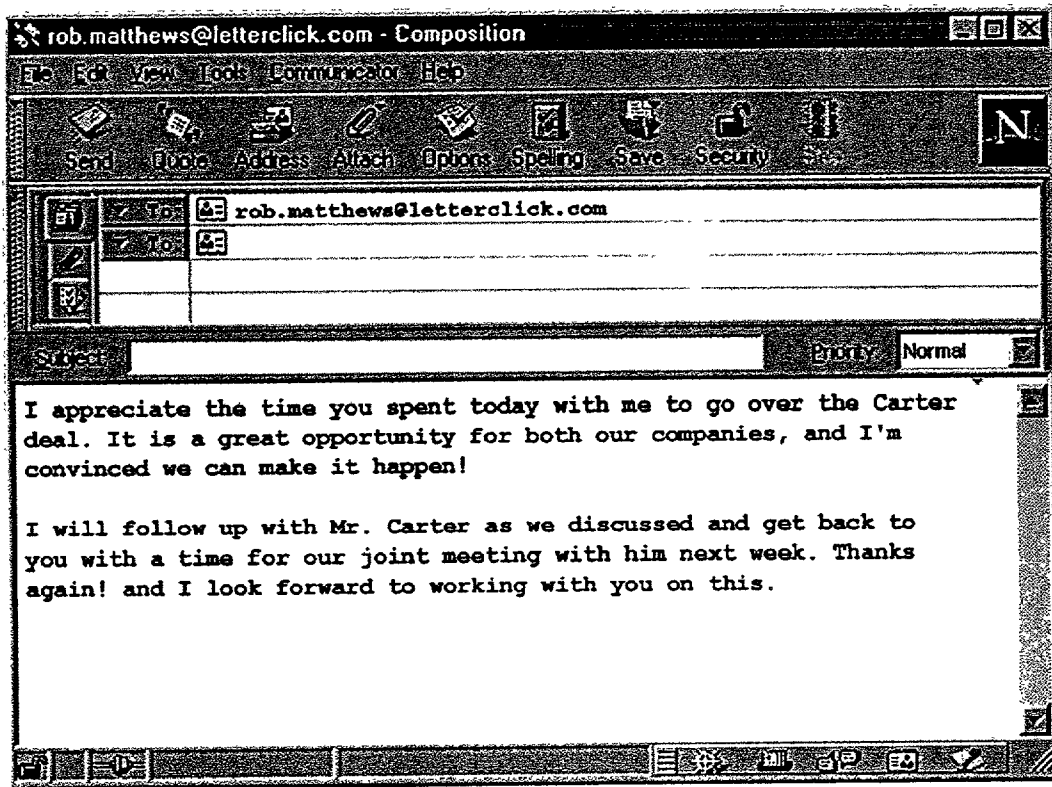 rob.matthews@letterclick.com - Composition
File Edit View Tools Communicator Help
Send Quote Address Attach Options Spelling Save Security
N
To: rob.matthews@letterclick.com
To:
Subject: Priority: Normal
I appreciate the time you spent today with me to go over the Carter
deal. It is a great opportunity for both our companies, and I'm
convinced we can make it happen!
I will follow up with Mr. Carter as we discussed and get back to
you with a time for our joint meeting with him next week. Thanks
again! and I look forward to working with you on this.